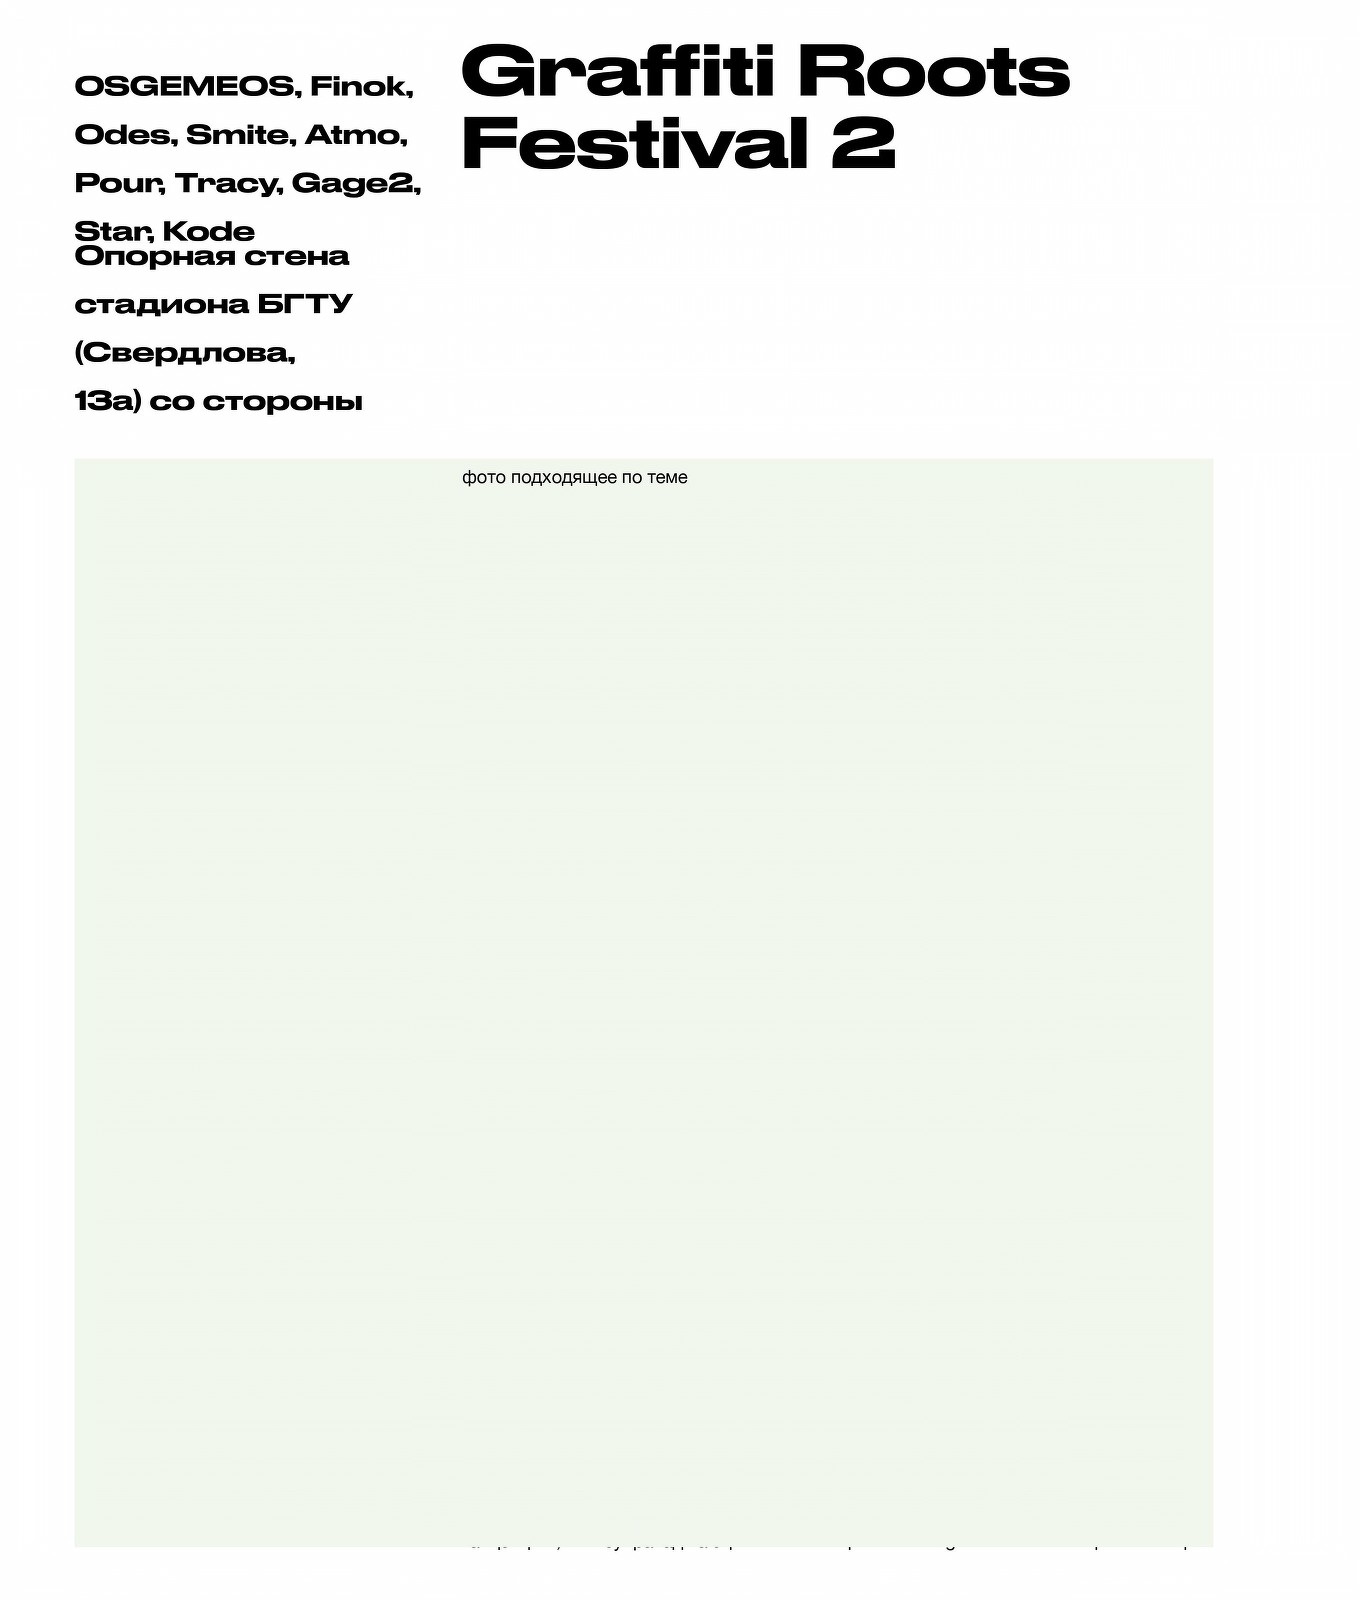 OSGEMEOS, Finok,
Odes, Smite, Atmo,
Pour, Tracy, Gage2,
Star, Kode
Опорная стена
стадиона БГТУ
(Свердлова,
13а) со стороны
Graffiti Roots
Festival 2
фото подходящее по теме